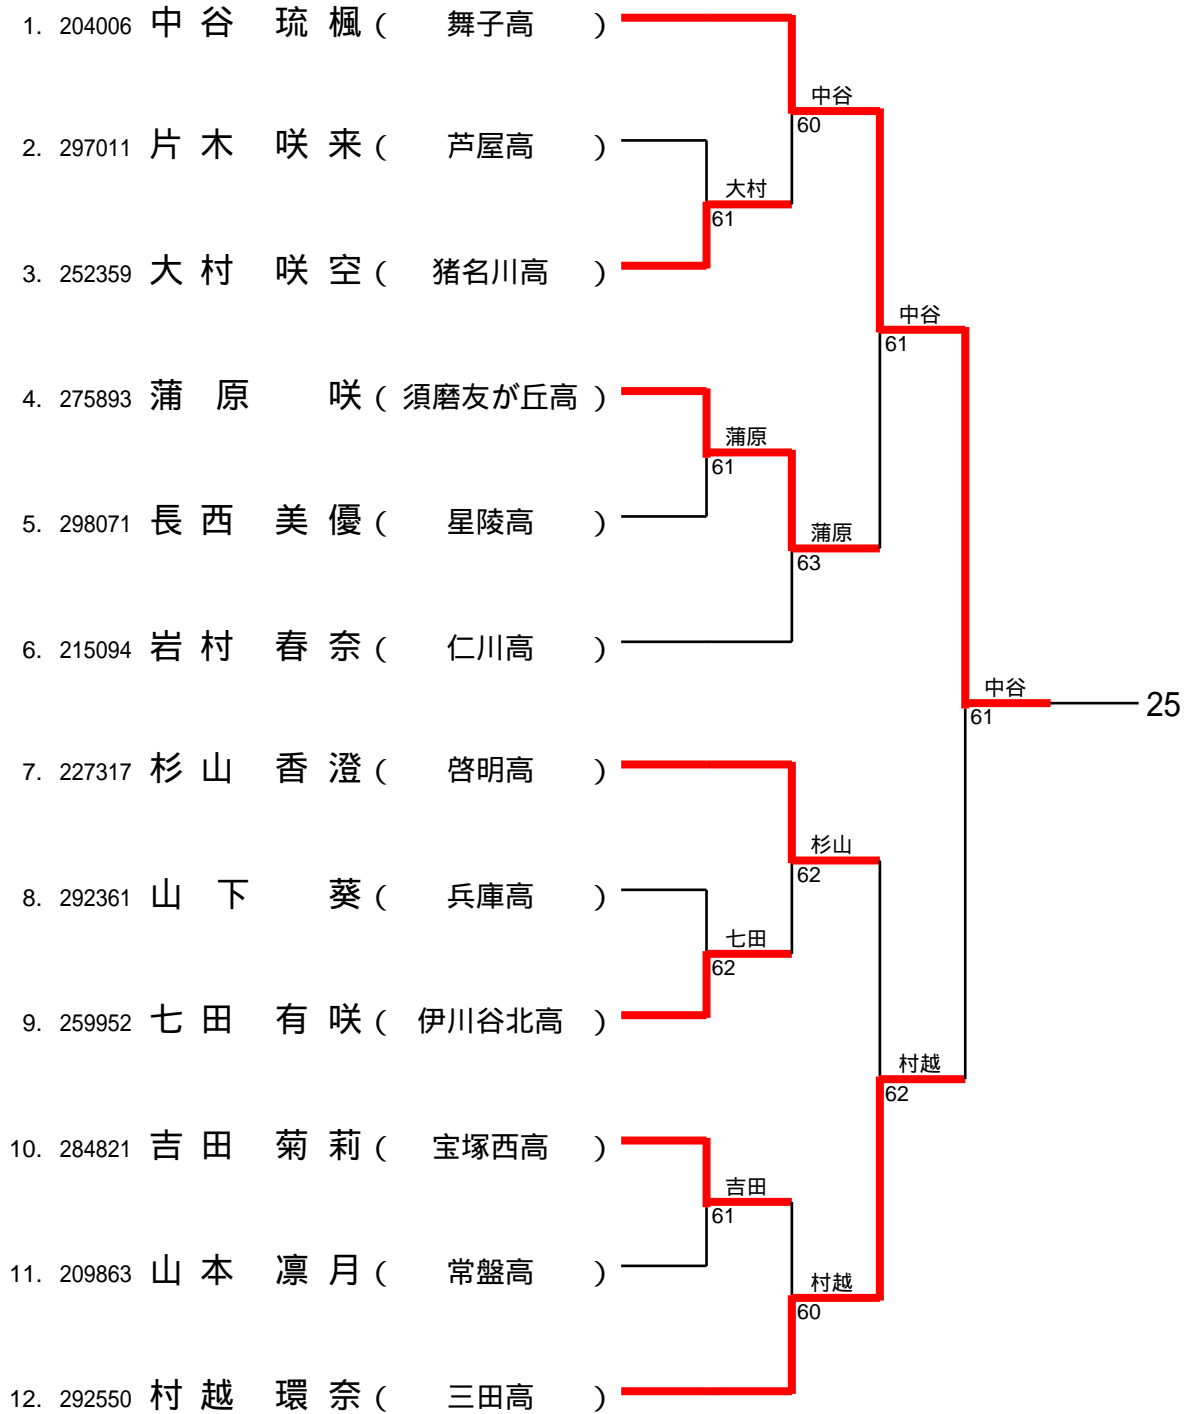 1. 204006 中谷 琉楓 ( 舞子高 )
中谷
60
2. 297011 片木 咲来 ( 芦屋高 )
大村
61
3. 252359 大村 咲空 ( 猪名川高 )
中谷
61
4. 275893 蒲原 咲 ( 須磨友が丘高 )
蒲原
61
5. 298071 長西 美優 ( 星陵高 )
蒲原
63
6. 215094 岩村 春奈 ( 仁川高 )
中谷
61
25
7. 227317 杉山 香澄 ( 啓明高 )
杉山
62
8. 292361 山下 葵 ( 兵庫高 )
七田
62
9. 259952 七田 有咲 ( 伊川谷北高 )
村越
62
10. 284821 吉田 菊莉 ( 宝塚西高 )
吉田
61
11. 209863 山本 凛月 ( 常盤高 )
村越
60
12. 292550 村越 環奈 ( 三田高 )